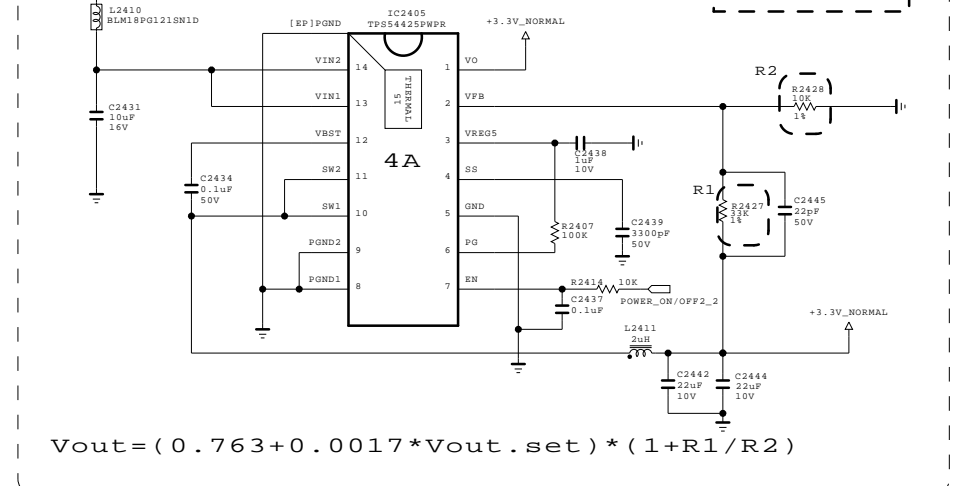 L2410
BLM18PG121SN1D
IC2405
TPS54425PWPR
[EP]PGND
+3.3V_NORMAL
VIN2
14
1
VO
THERMAL
15
R2
R2428
10K
1%
C2431
10uF
16V
VIN1
13
2
VFB
VBST
12
3
VREG5
C2438
1uF
10V
4A
C2434
0.1uF
50V
SW2
11
4
SS
R1
R2427
33K
1%
C2445
22pF
50V
SW1
10
5
GND
R2407
100K
C2439
3300pF
50V
PGND2
9
6
PG
PGND1
8
7
EN
R2414
10K
POWER_ON/OFF2_2
C2437
0.1uF
+3.3V_NORMAL
L2411
2uH
C2442
22uF
10V
C2444
22uF
10V
Vout=(0.763+0.0017*Vout.set)*(1+R1/R2)